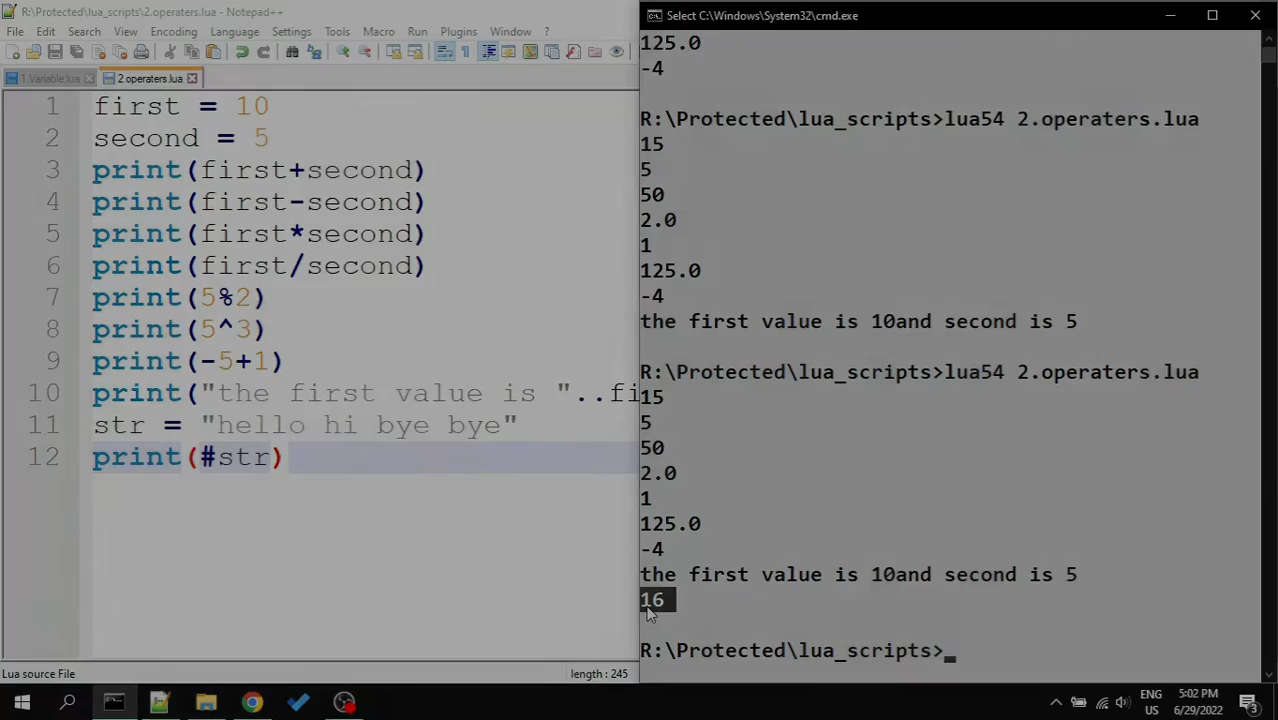 R:\Protected\lua_scripts\2.operaters.lua - Notepad++
File Edit Search View Encoding Language Settings Tools Macro Run Plugins Window ?
1.Variable.lua 2.operaters.lua
1 first = 10
2 second = 5
3 print(first+second)
4 print(first-second)
5 print(first*second)
6 print(first/second)
7 print(5%2)
8 print(5^3)
9 print(-5+1)
10 print("the first value is "..fi
11 str = "hello hi bye bye"
12 print(#str)
Lua source File length : 245
Select C:\Windows\System32\cmd.exe
125.0
-4
R:\Protected\lua_scripts>lua54 2.operaters.lua
15
5
50
2.0
1
125.0
-4
the first value is 10and second is 5
R:\Protected\lua_scripts>lua54 2.operaters.lua
15
5
50
2.0
1
125.0
-4
the first value is 10and second is 5
16
R:\Protected\lua_scripts>
ENG
US
5:02 PM
6/29/2022
3